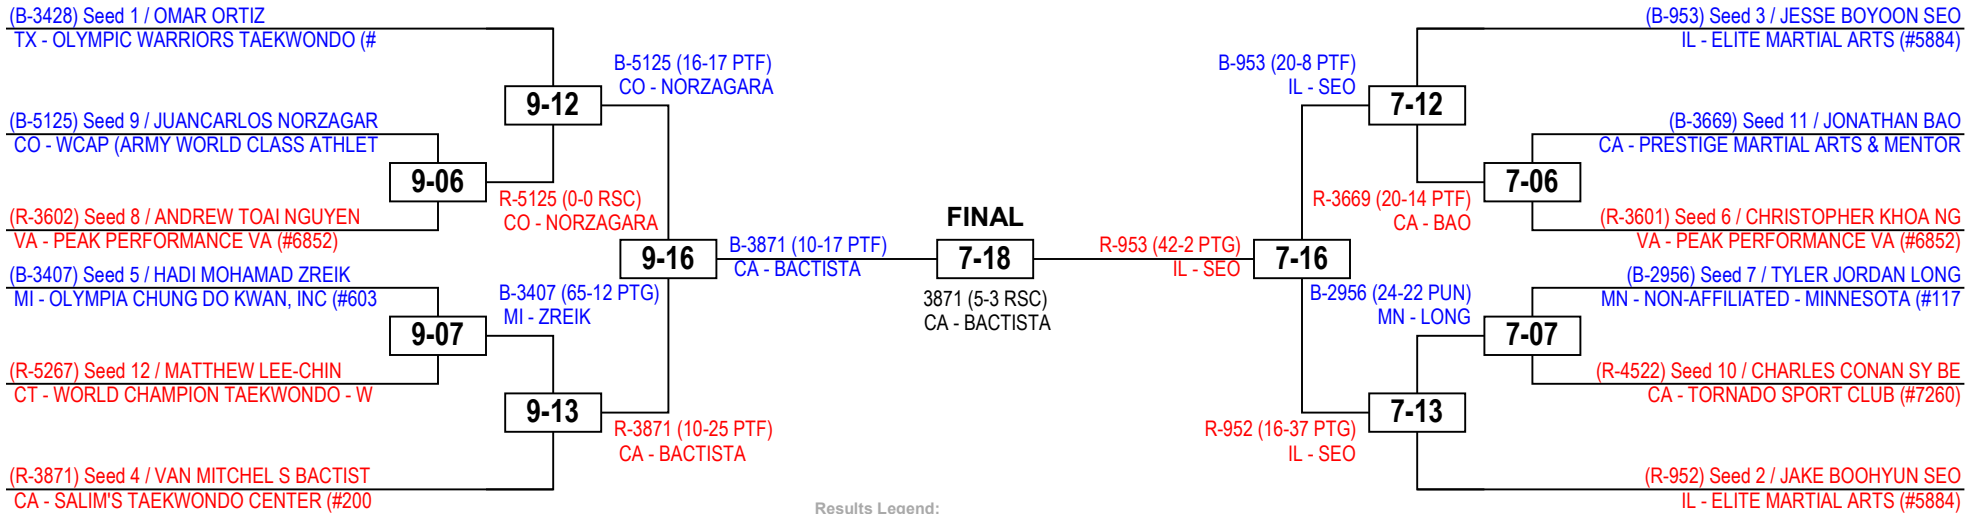 (B-3428) Seed 1 / OMAR ORTIZ
TX - OLYMPIC WARRIORS TAEKWONDO (#
(B-5125) Seed 9 / JUANCARLOS NORZAGAR
CO - WCAP (ARMY WORLD CLASS ATHLET
(R-3602) Seed 8 / ANDREW TOAI NGUYEN
VA - PEAK PERFORMANCE VA (#6852)
(B-3407) Seed 5 / HADI MOHAMAD ZREIK
MI - OLYMPIA CHUNG DO KWAN, INC (#603
(R-5267) Seed 12 / MATTHEW LEE-CHIN
CT - WORLD CHAMPION TAEKWONDO - W
(R-3871) Seed 4 / VAN MITCHEL S BACTIST
CA - SALIM'S TAEKWONDO CENTER (#200
9-06
9-07
R-5125 (0-0 RSC)
CO - NORZAGARA
B-3407 (65-12 PTG)
MI - ZREIK
9-12
9-13
B-5125 (16-17 PTF)
CO - NORZAGARA
R-3871 (10-25 PTF)
CA - BACTISTA
9-16
B-3871 (10-17 PTF)
CA - BACTISTA
FINAL
7-18
3871 (5-3 RSC)
CA - BACTISTA
R-953 (42-2 PTG)
IL - SEO
7-16
B-953 (20-8 PTF)
IL - SEO
R-952 (16-37 PTG)
IL - SEO
7-12
7-13
R-3669 (20-14 PTF)
CA - BAO
B-2956 (24-22 PUN)
MN - LONG
7-06
7-07
(B-953) Seed 3 / JESSE BOYOON SEO
IL - ELITE MARTIAL ARTS (#5884)
(B-3669) Seed 11 / JONATHAN BAO
CA - PRESTIGE MARTIAL ARTS & MENTOR
(R-3601) Seed 6 / CHRISTOPHER KHOA NG
VA - PEAK PERFORMANCE VA (#6852)
(B-2956) Seed 7 / TYLER JORDAN LONG
MN - NON-AFFILIATED - MINNESOTA (#117
(R-4522) Seed 10 / CHARLES CONAN SY BE
CA - TORNADO SPORT CLUB (#7260)
(R-952) Seed 2 / JAKE BOOHYUN SEO
IL - ELITE MARTIAL ARTS (#5884)
Results Legend: